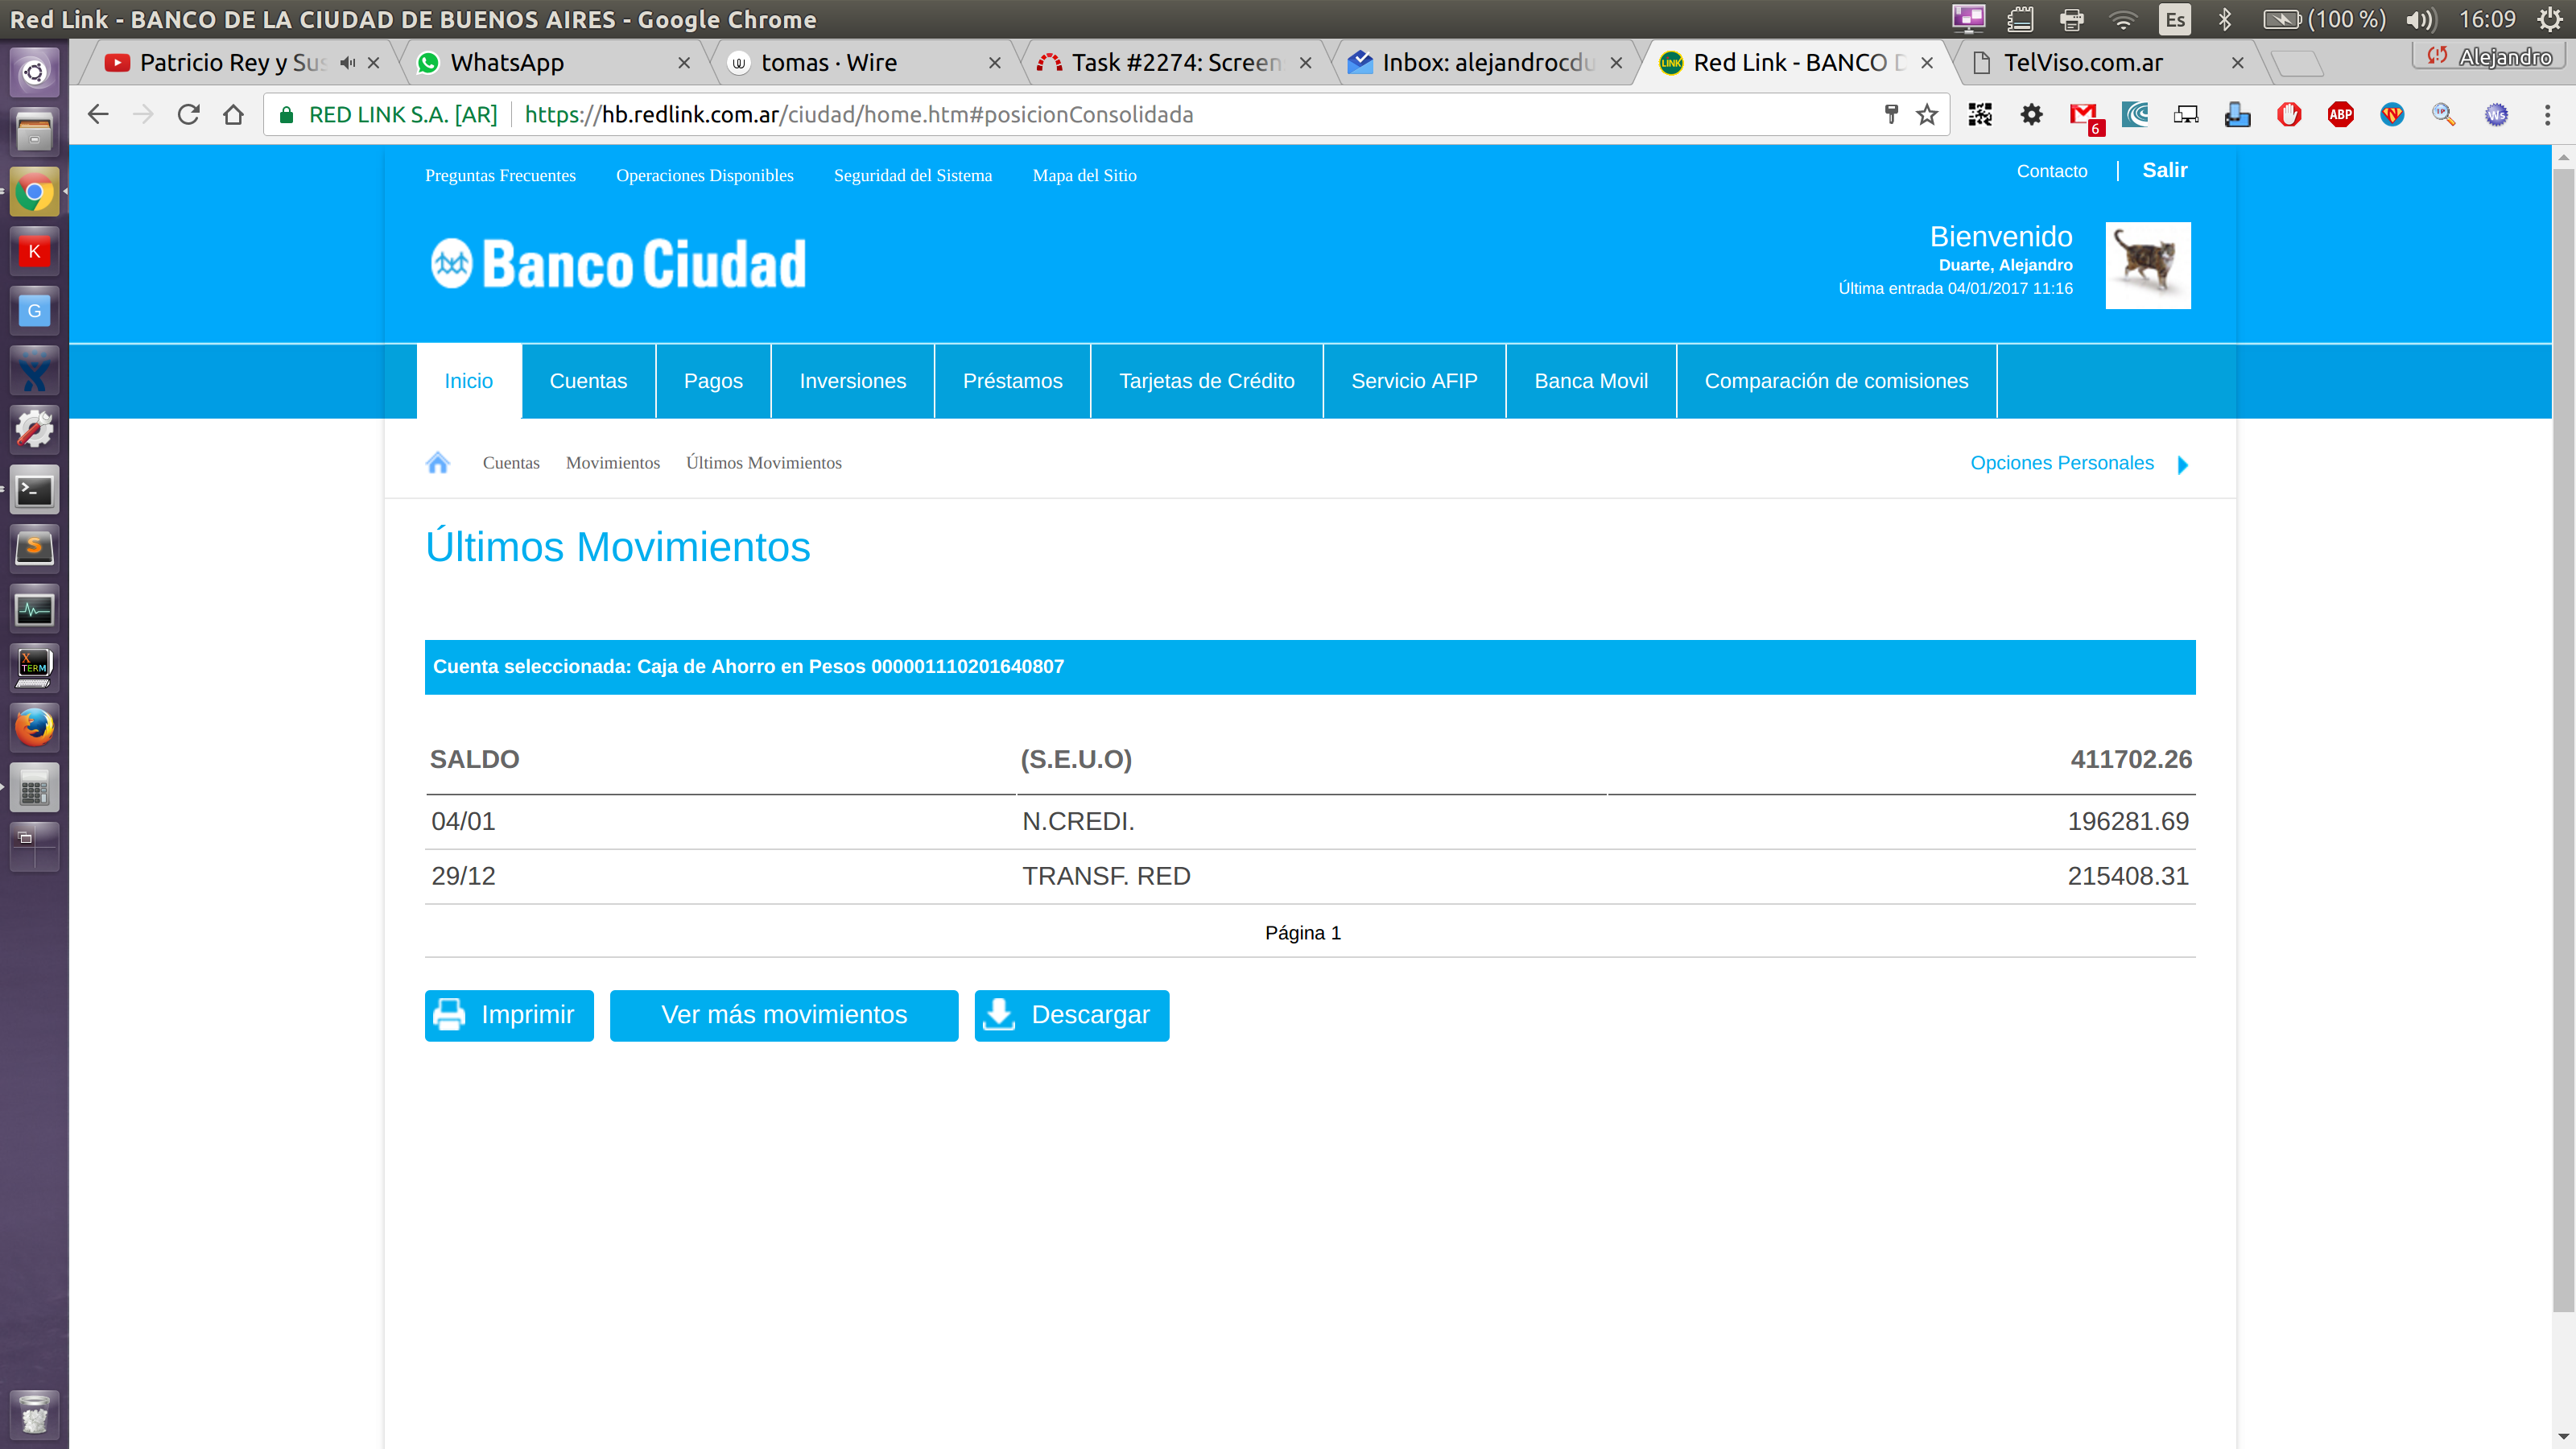 Red Link - BANCO DE LA CIUDAD DE BUENOS AIRES - Google Chrome
Es
(100 %)
16:09
Patricio Rey y Sus
WhatsApp
tomas · Wire
Task #2274: Screen
Inbox: alejandrocdu
LINK
Red Link - BANCO D
TelViso.com.ar
Alejandro
RED LINK S.A. [AR]
https://hb.redlink.com.ar/ciudad/home.htm#posicionConsolidada
6
ABP
Preguntas Frecuentes
Operaciones Disponibles
Seguridad del Sistema
Mapa del Sitio
Contacto
Salir
Banco Ciudad
Bienvenido
Duarte, Alejandro
Última entrada 04/01/2017 11:16
Inicio
Cuentas
Pagos
Inversiones
Préstamos
Tarjetas de Crédito
Servicio AFIP
Banca Movil
Comparación de comisiones
Cuentas
Movimientos
Últimos Movimientos
Opciones Personales
Últimos Movimientos
Cuenta seleccionada: Caja de Ahorro en Pesos 000001110201640807
SALDO (S.E.U.O) 411702.26
04/01 N.CREDI. 196281.69
29/12 TRANSF. RED 215408.31
Página 1
Imprimir
Ver más movimientos
Descargar
K
G
S
X
TERM